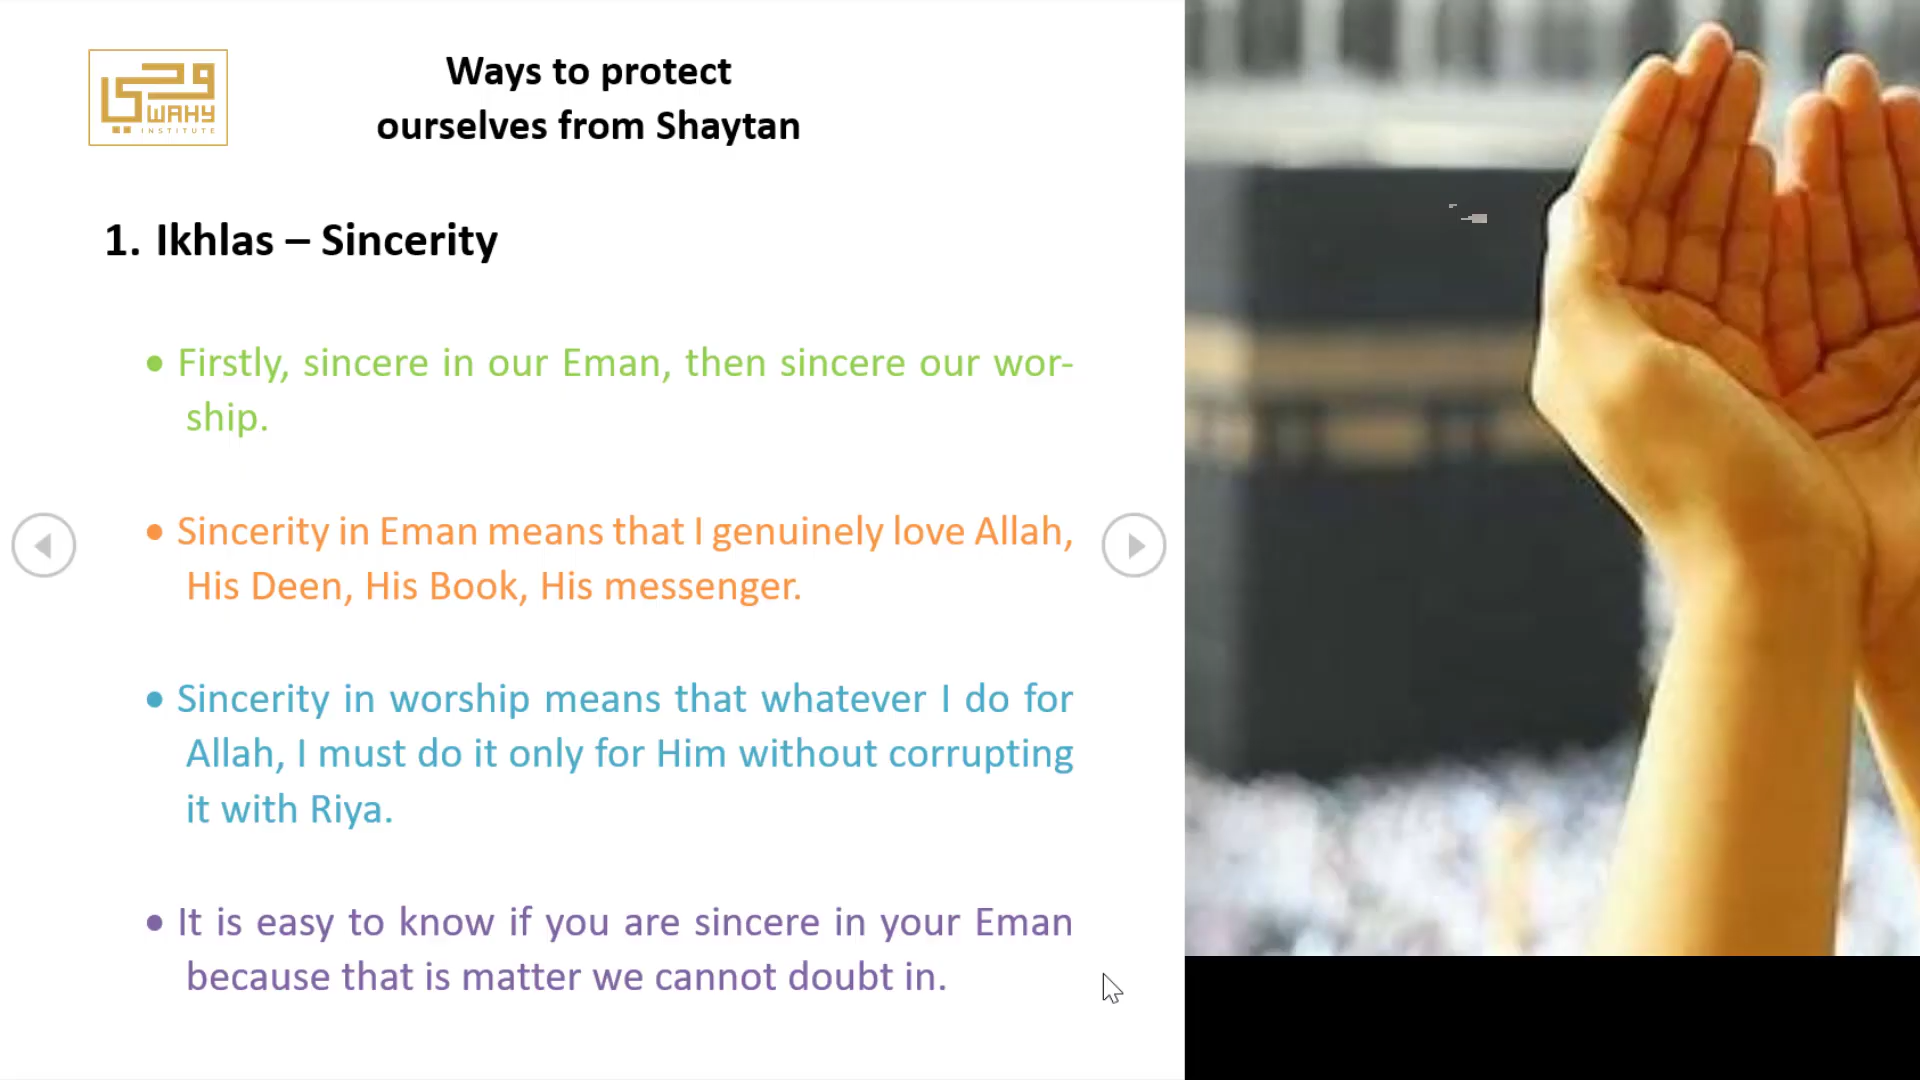 وحي
WAHY
INSTITUTE
Ways to protect
ourselves from Shaytan
1. Ikhlas – Sincerity
• Firstly, sincere in our Eman, then sincere our wor-
ship.
• Sincerity in Eman means that I genuinely love Allah,
His Deen, His Book, His messenger.
• Sincerity in worship means that whatever I do for
Allah, I must do it only for Him without corrupting
it with Riya.
• It is easy to know if you are sincere in your Eman
because that is matter we cannot doubt in.